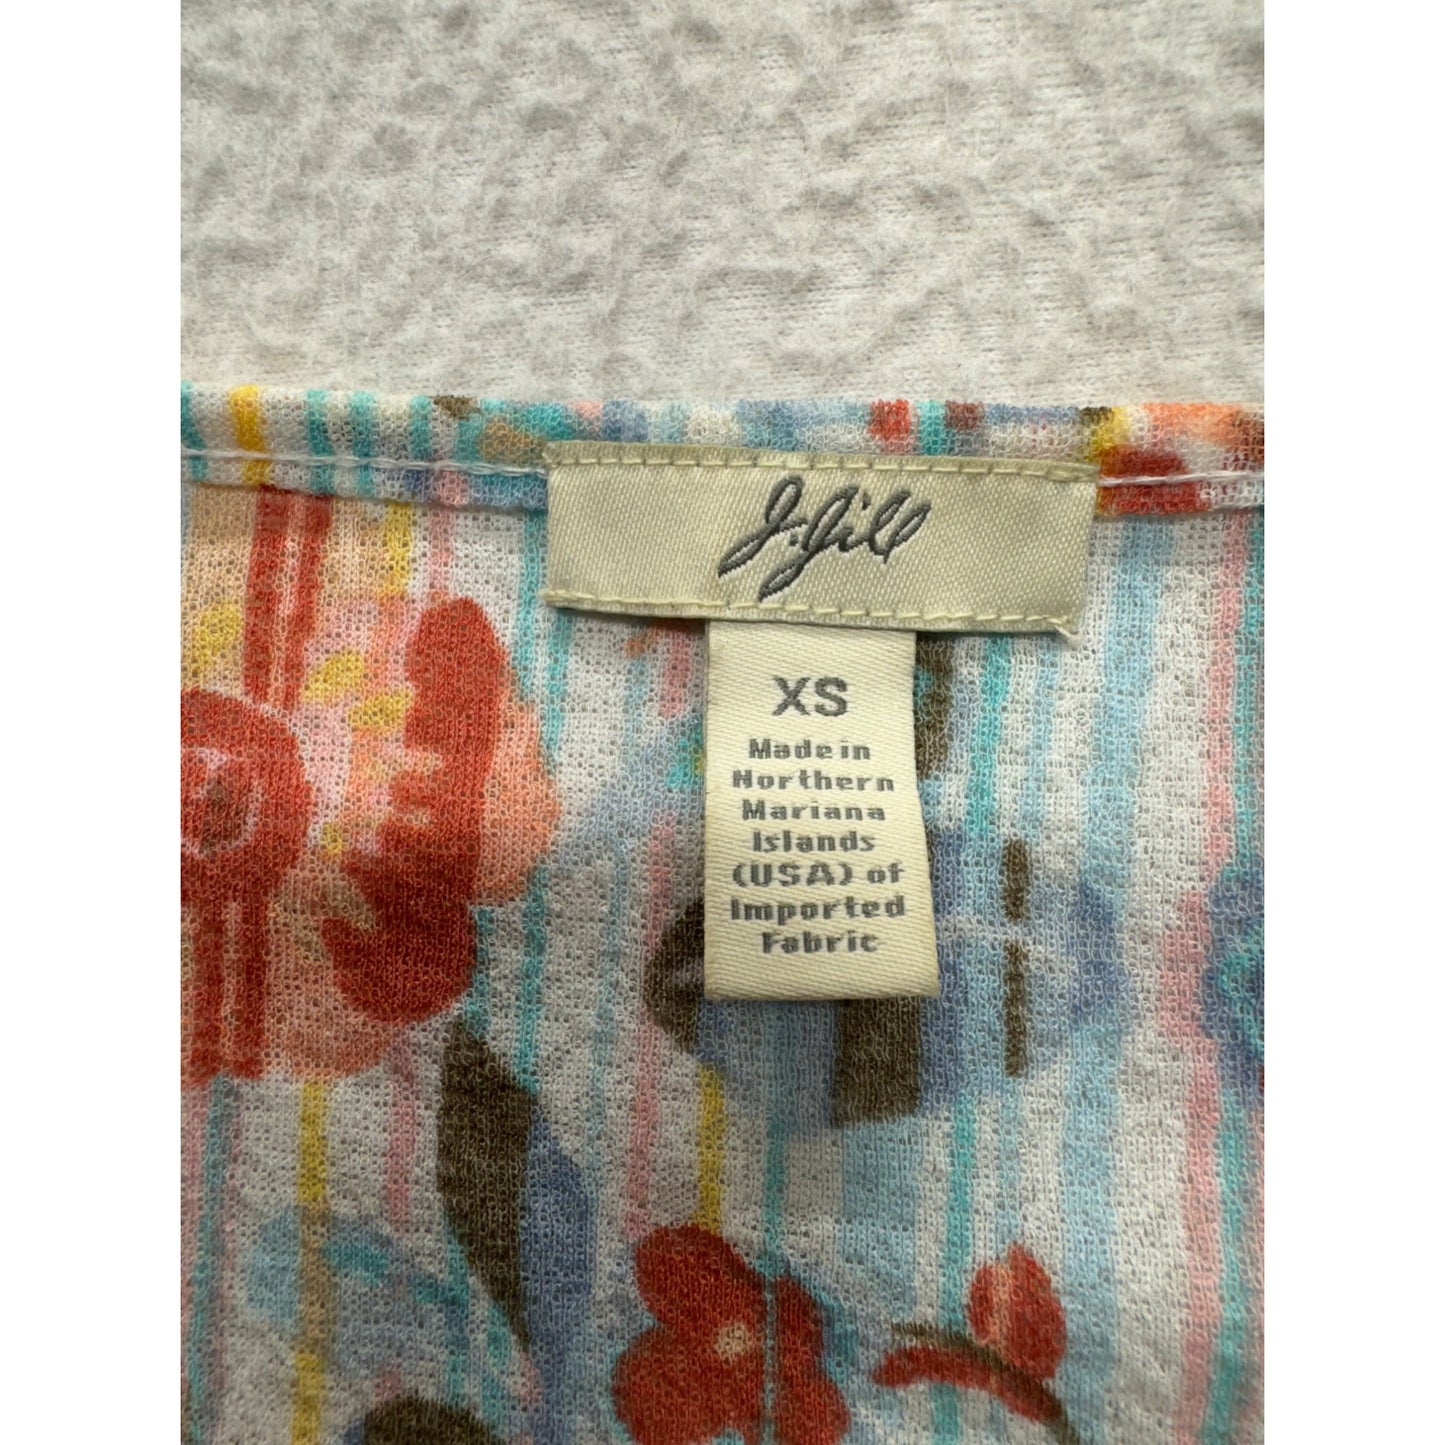 J.Jill
XS
Made in
Northern
Mariana
Islands
(USA) of
Imported
Fabric